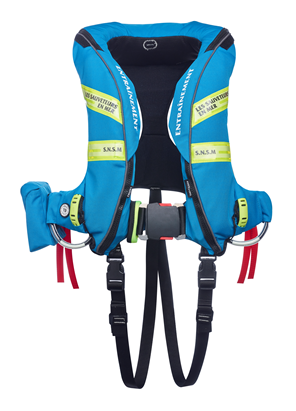 ENTRAINEMENT
ENTRAINEMENT
LES SAUVETEURS
EN MER
LES SAUVETEURS
EN MER
S.N.S.M
S.N.S.M